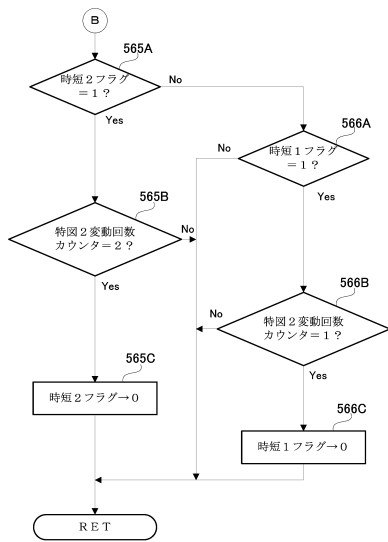 B
565A
時短２フラグ
＝１？
No
Yes
566A
時短１フラグ
＝１？
No
Yes
565B
特図２変動回数
カウンタ＝２？
No
Yes
566B
特図２変動回数
カウンタ＝１？
No
Yes
565C
時短２フラグ→０
566C
時短１フラグ→０
ＲＥＴ